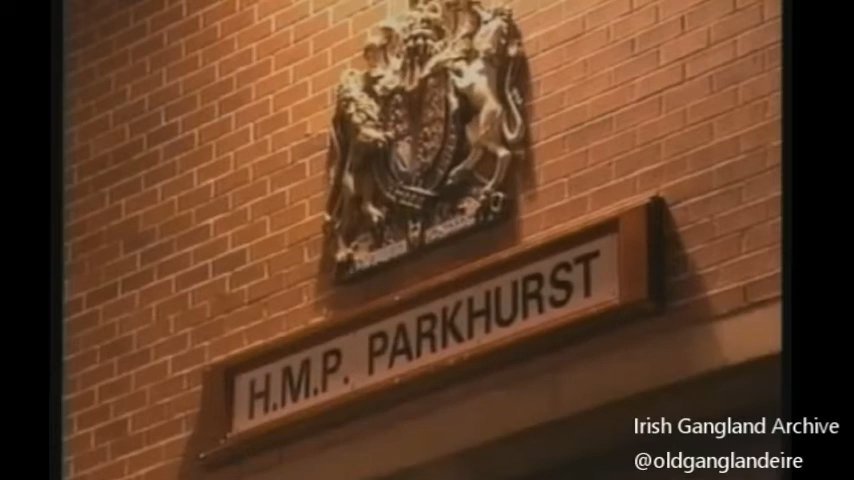 H.M.P. PARKHURST
Irish Gangland Archive
@oldganglandeire